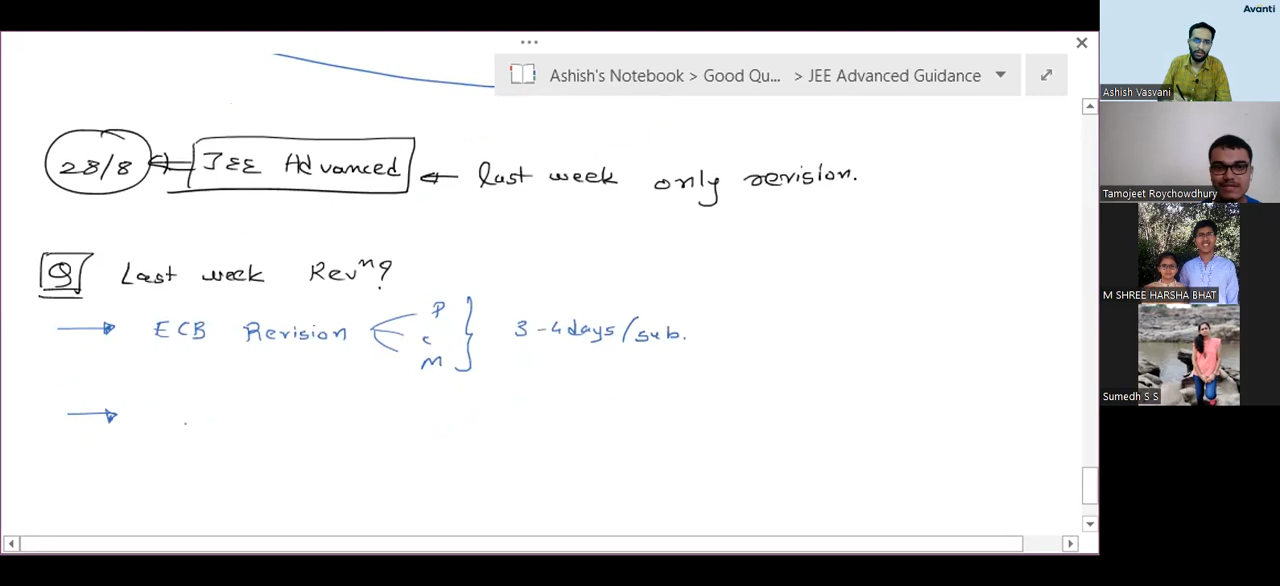 Avanti
Ashish's Notebook > Good Qu... > JEE Advanced Guidance
Ashish Vasvani
28/8 ← JEE Advanced ← last week only revision.
Tamojeet Roychowdhury
Q Last week Revⁿ?
M SHREE HARSHA BHAT
→ ECB Revision P
C
M } 3-4 days/sub.
Sumedh S S
→